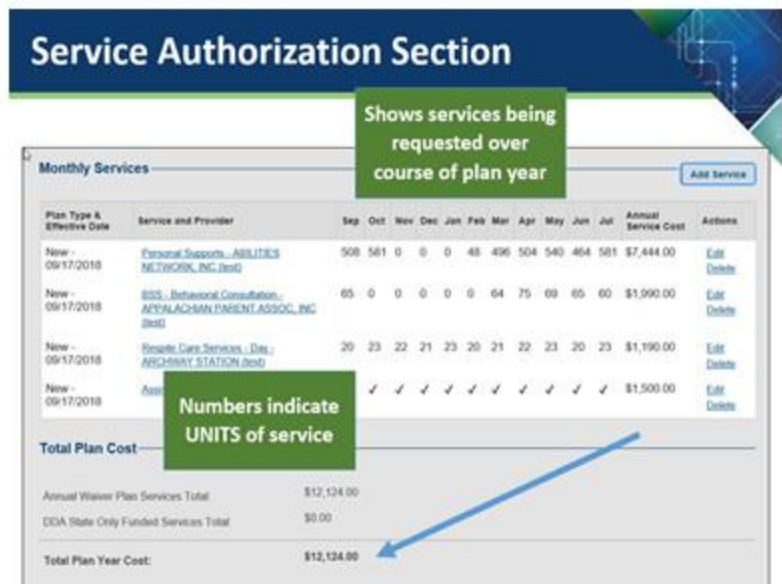 Service Authorization Section
Shows services being
requested over
course of plan year
Monthly Services
Add Service
Plan Type & Effective Date Service and Provider Sep Oct Nov Dec Jan Feb Mar Apr May Jun Jul Annual Service Cost Actions
New - Personal Supports - ABILITIES 508 581 0 0 0 48 496 504 540 464 581 $7,444.00 Edit
09/17/2018 NETWORK, INC (test) Delete
New - BSS - Behavioral Consultation - 65 0 0 0 0 0 64 75 69 65 60 $1,990.00 Edit
09/17/2018 APPALACHIAN PARENT ASSOC, INC Delete
(test)
New - Respite Care Services - Day - 20 23 22 21 23 20 21 22 23 20 23 $1,190.00 Edit
09/17/2018 ARCHWAY STATION (test) Delete
New - ✓ ✓ ✓ ✓ ✓ ✓ ✓ ✓ ✓ ✓ $1,500.00 Edit
09/17/2018 Delete
Numbers indicate
UNITS of service
Total Plan Cost
Annual Waiver Plan Services Total $12,124.00
DDA State Only Funded Services Total $0.00
Total Plan Year Cost: $12,124.00